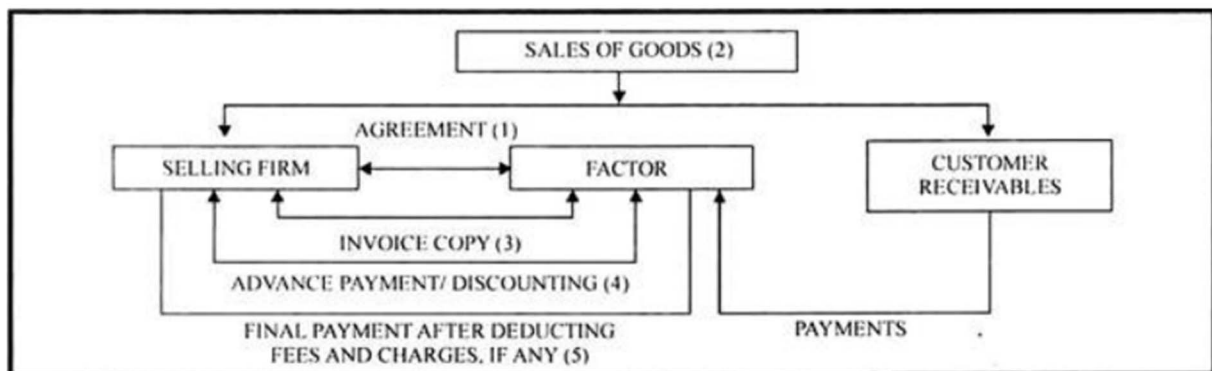 SALES OF GOODS (2)
AGREEMENT (1)
SELLING FIRM
FACTOR
CUSTOMER
RECEIVABLES
INVOICE COPY (3)
ADVANCE PAYMENT/ DISCOUNTING (4)
FINAL PAYMENT AFTER DEDUCTING
FEES AND CHARGES, IF ANY (5)
PAYMENTS